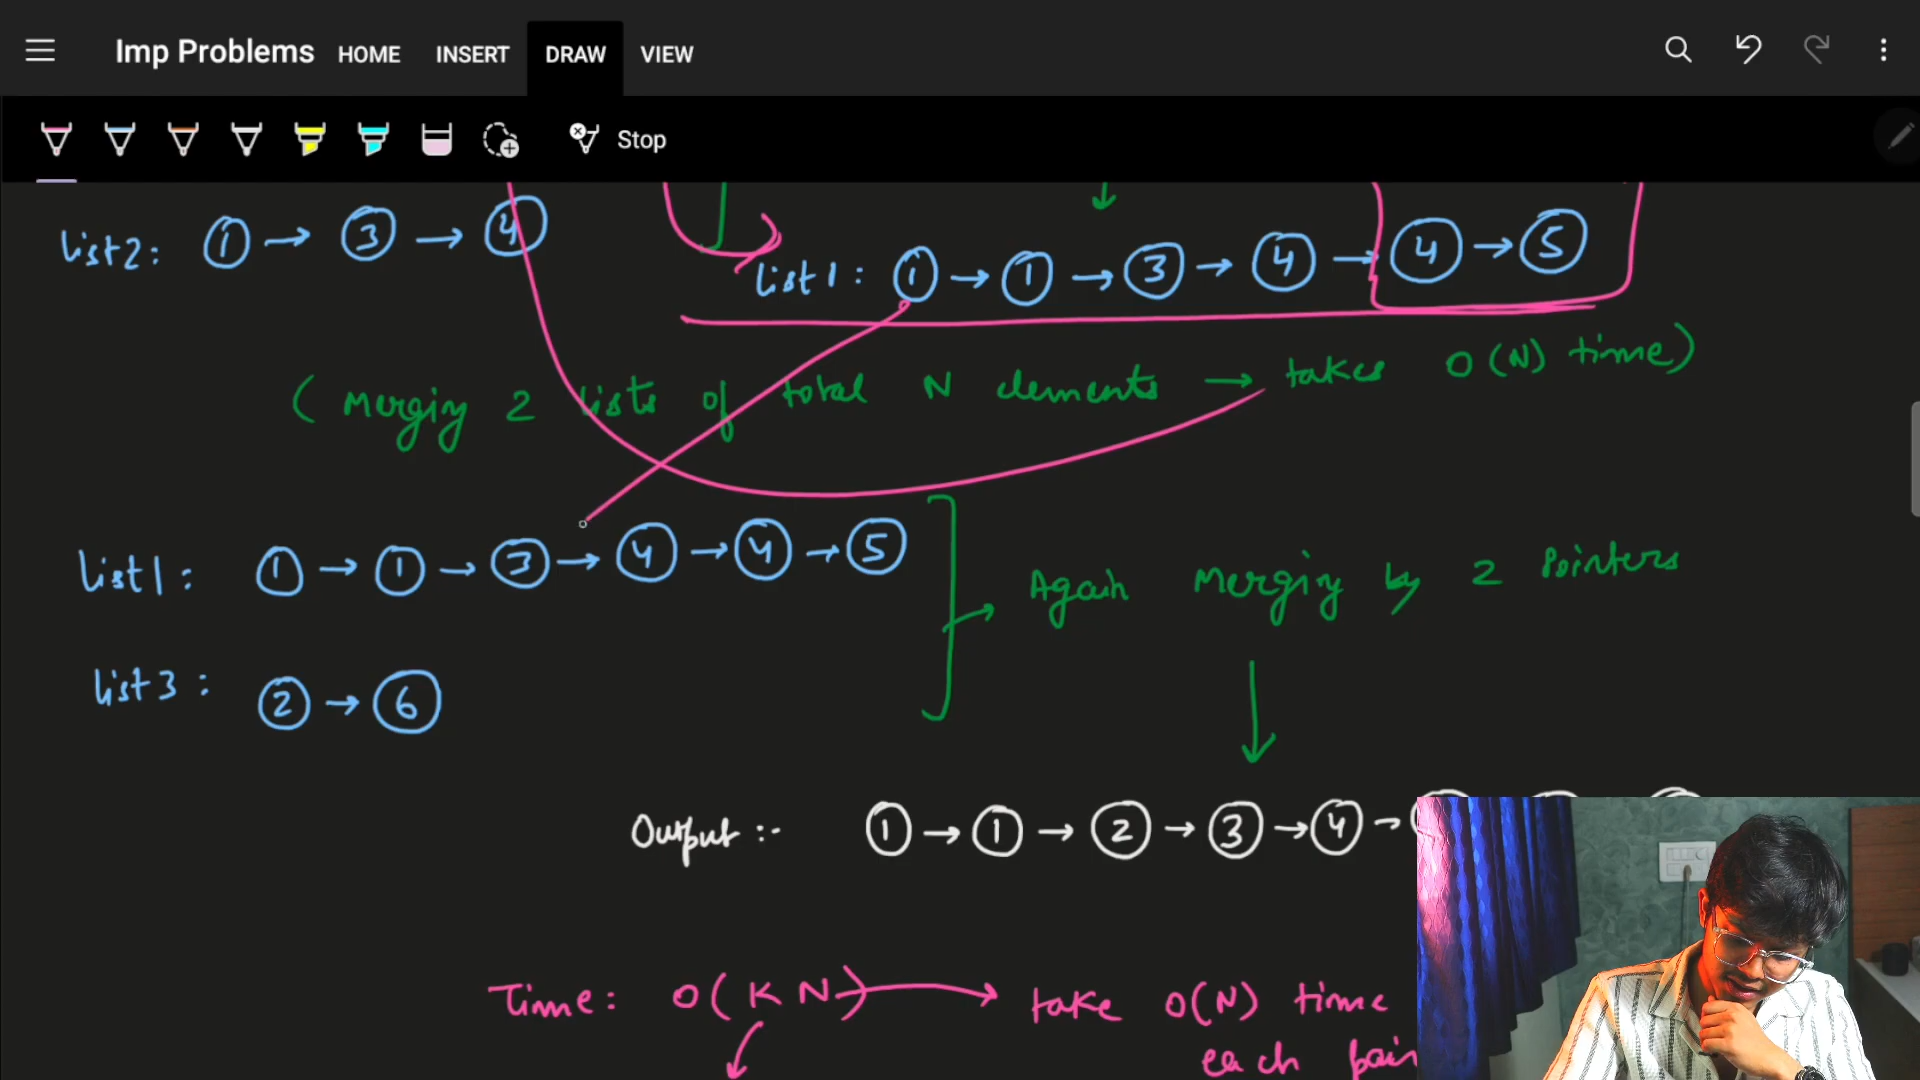 Imp Problems HOME INSERT DRAW VIEW
Stop
List2: 1 → 3 → 4
List1: 1 → 1 → 3 → 4 → 4 → 5
( Merging 2 lists of total N elements → takes O(N) time)
List1: 1 → 1 → 3 → 4 → 4 → 5
Again Merging by 2 Pointers
List3: 2 → 6
Output :- 1 → 1 → 2 → 3 → 4 →
Time: O(KN) → take O(N) time
each